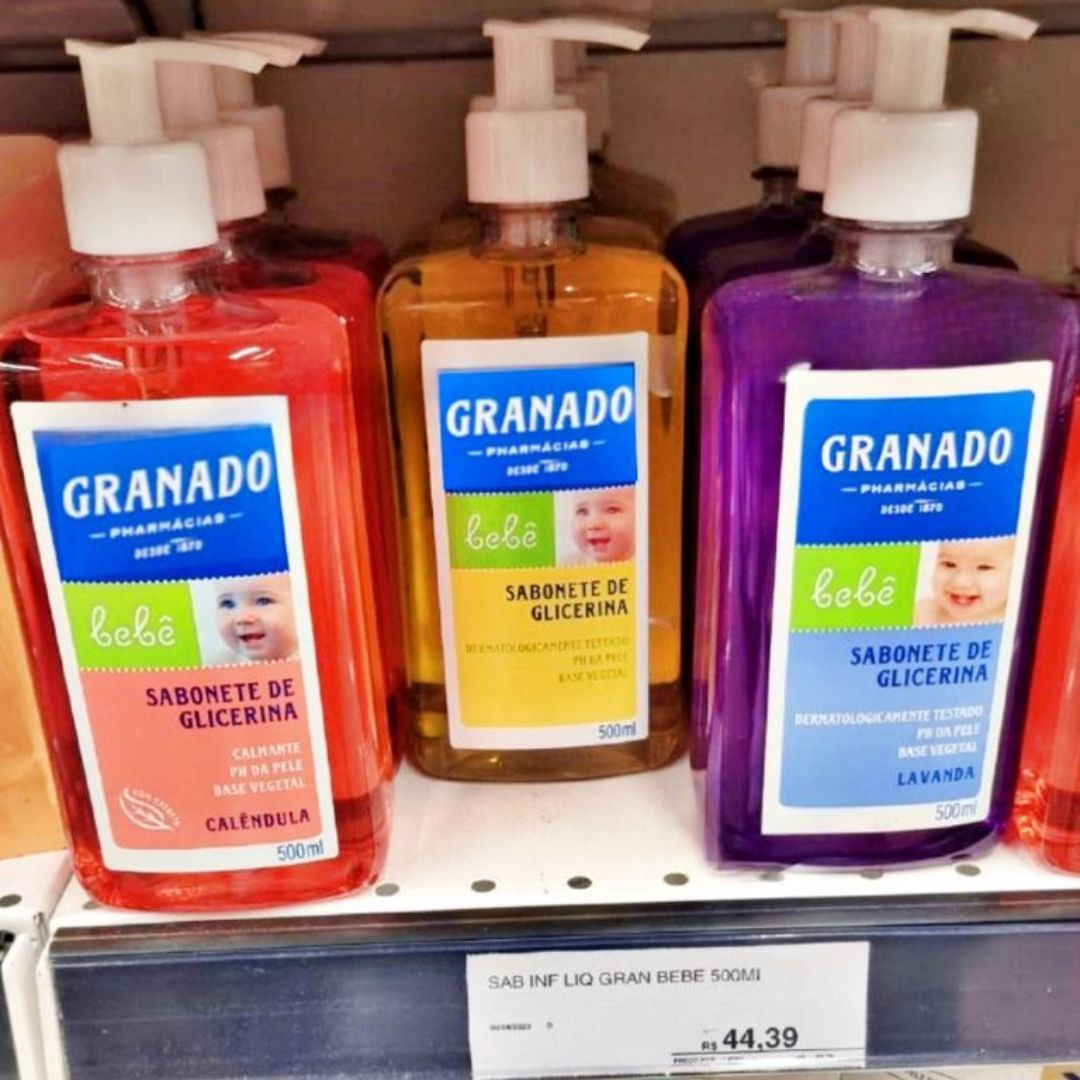 GRANADO
PHARMÁCIAS
DESDE 1870
bebê
SABONETE DE
GLICERINA
CALMANTE
PH DA PELE
BASE VEGETAL
CALÊNDULA
500ml
GRANADO
PHARMÁCIAS
DESDE 1870
bebê
SABONETE DE
GLICERINA
DERMATOLOGICAMENTE TESTADO
PH DA PELE
BASE VEGETAL
500ml
GRANADO
PHARMÁCIAS
DESDE 1870
bebê
SABONETE DE
GLICERINA
DERMATOLOGICAMENTE TESTADO
PH DA PELE
BASE VEGETAL
LAVANDA
500ml
SAB INF LIQ GRAN BEBE 500Ml
R$ 44,39